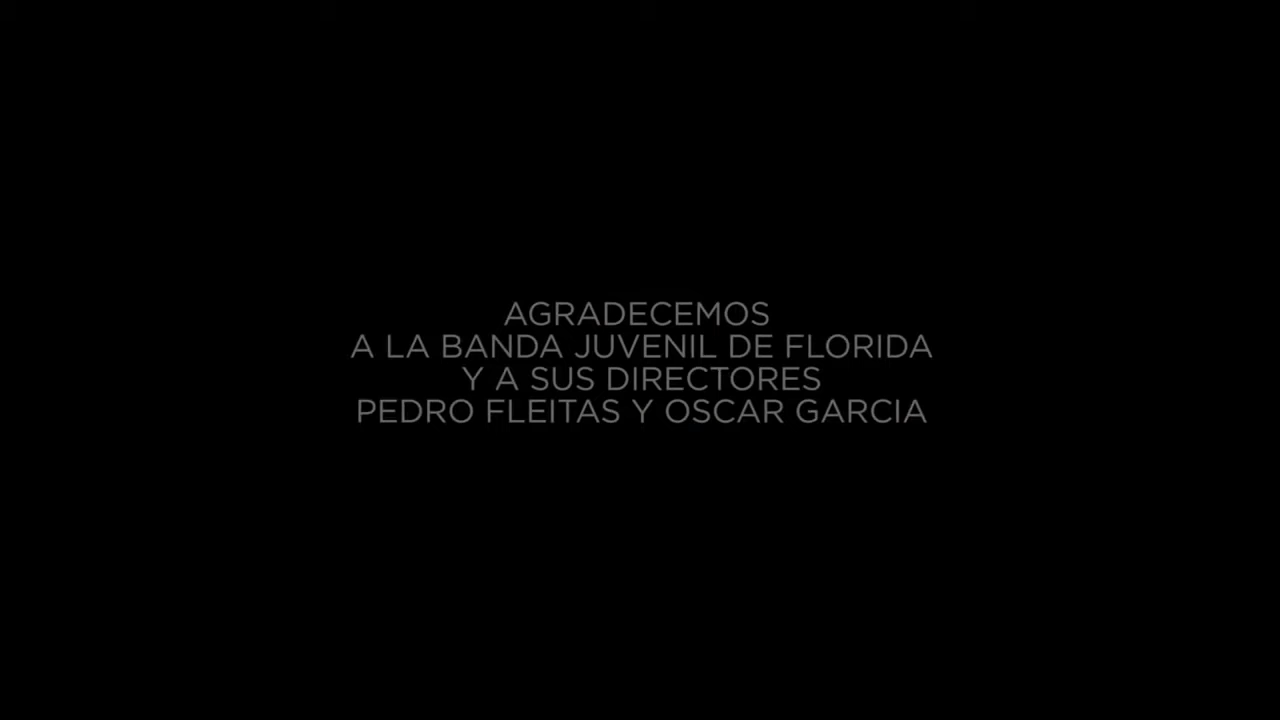 AGRADECEMOS
A LA BANDA JUVENIL DE FLORIDA
Y A SUS DIRECTORES
PEDRO FLEITAS Y OSCAR GARCIA